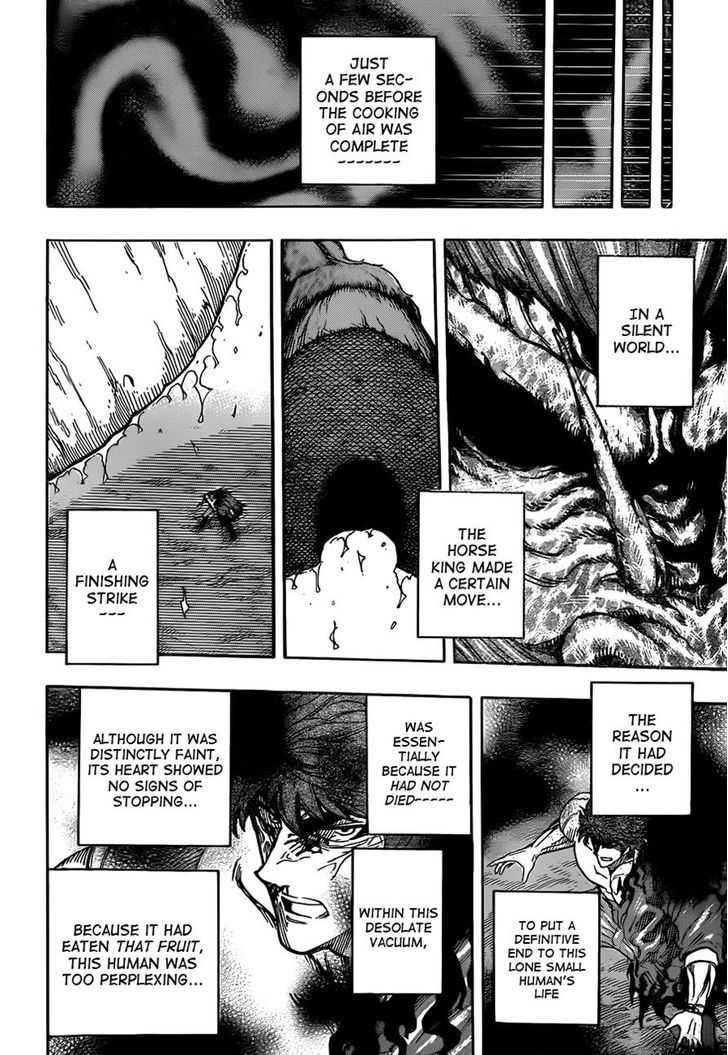 JUST
A FEW SEC-
ONDS BEFORE
THE COOKING
OF AIR WAS
COMPLETE
-------
IN A
SILENT
WORLD...
THE
HORSE
KING MADE
A CERTAIN
MOVE...
A
FINISHING
STRIKE
---
THE
REASON
IT HAD
DECIDED
...
TO PUT A
DEFINITIVE
END TO THIS
LONE SMALL
HUMAN'S
LIFE
WAS
ESSEN-
TIALLY
BECAUSE IT
HAD NOT
DIED-----
WITHIN THIS
DESOLATE
VACUUM,
ALTHOUGH IT WAS
DISTINCTLY FAINT,
ITS HEART SHOWED
NO SIGNS OF
STOPPING...
BECAUSE IT HAD
EATEN THAT FRUIT,
THIS HUMAN WAS
TOO PERPLEXING...